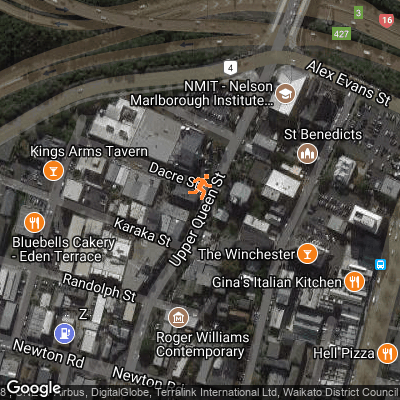 3
16
427
4
Alex Evans St
NMIT - Nelson
Marlborough Institute...
St Benedicts
Kings Arms Tavern
Dacre St
Upper Queen St
Karaka St
Bluebells Cakery
- Eden Terrace
The Winchester
Gina's Italian Kitchen
Randolph St
Z
Roger Williams
Contemporary
Newton Rd
Hell Pizza
Newton
Google
DigitalGlobe, Terralink International Ltd, Waikato District Council